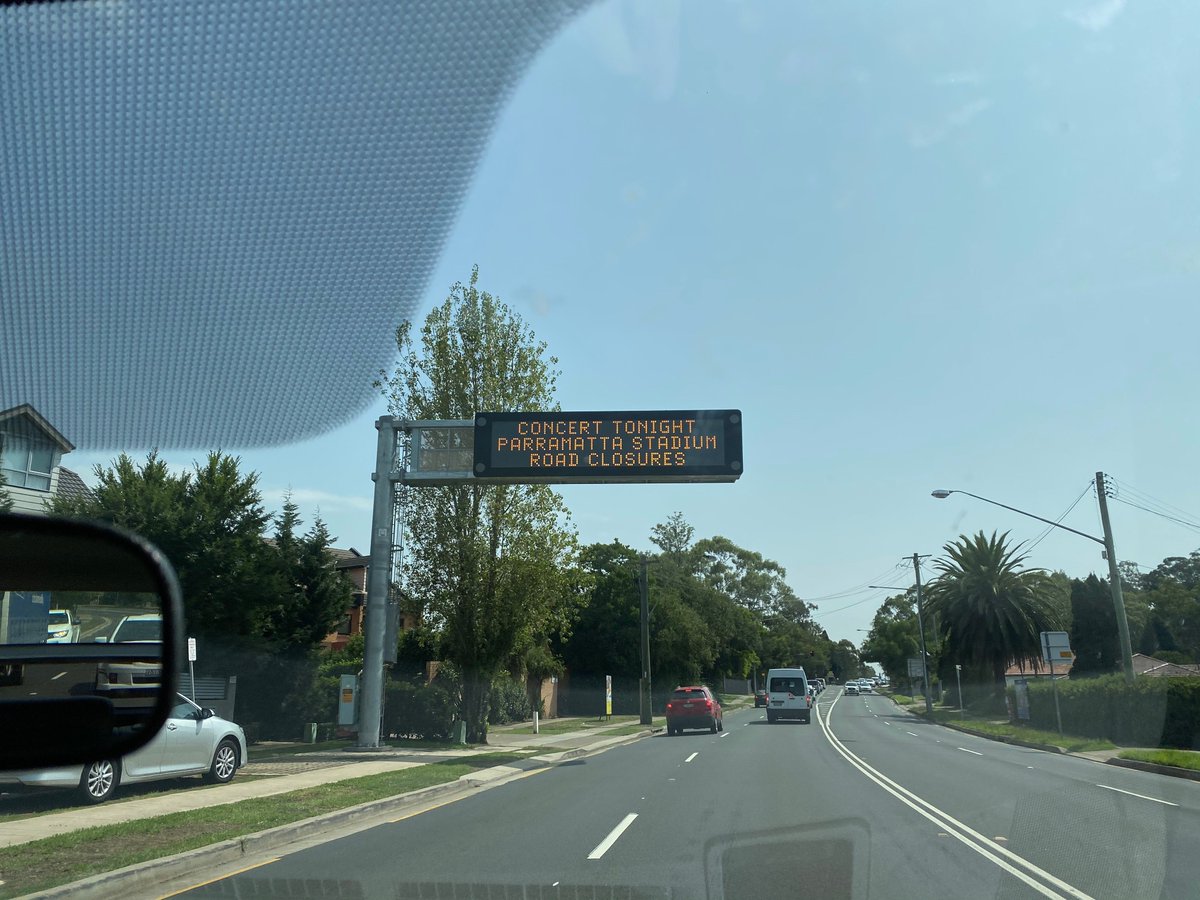 CONCERT TONIGHT
PARRAMATTA STADIUM
ROAD CLOSURES